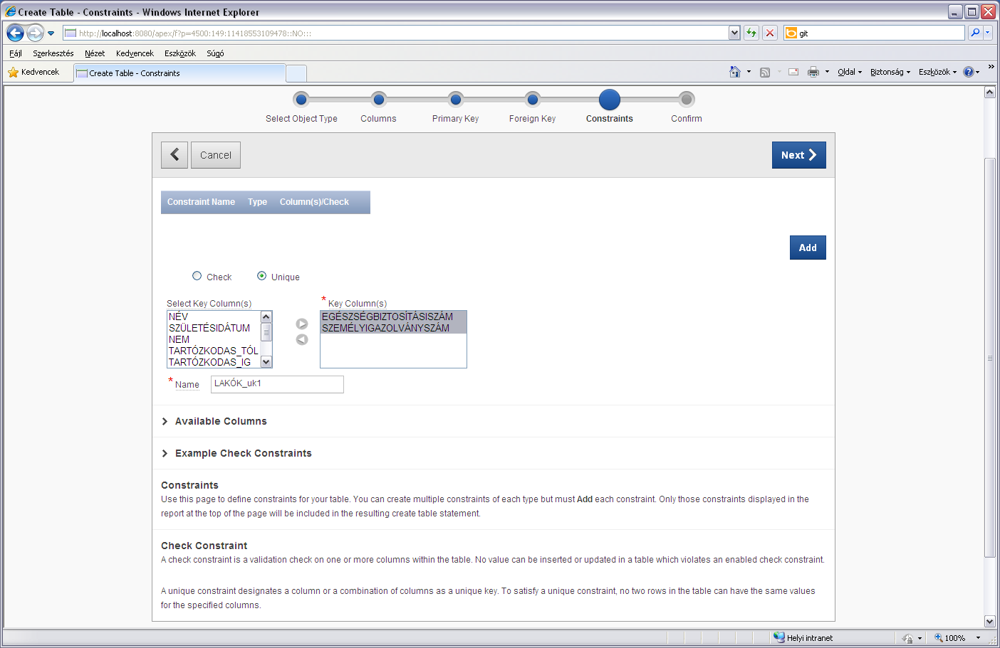 Create Table - Constraints - Windows Internet Explorer
http://localhost:8080/apex/f?p=4500:149:11418553109478::NO:::
git
Fájl Szerkesztés Nézet Kedvencek Eszközök Súgó
Kedvencek
Create Table - Constraints
Oldal
Biztonság
Eszközök
Select Object Type
Columns
Primary Key
Foreign Key
Constraints
Confirm
Cancel
Next
Constraint Name Type Column(s)/Check
Add
Check
Unique
Select Key Column(s)
* Key Column(s)
NÉV
SZÜLETÉSIDÁTUM
NEM
TARTÓZKODAS_TÓL
TARTÓZKODAS_IG
EGÉSZSÉGBIZTOSÍTÁSISZÁM
SZEMÉLYIGAZOLVÁNYSZÁM
* Name
LAKÓK_uk1
Available Columns
Example Check Constraints
Constraints
Use this page to define constraints for your table. You can create multiple constraints of each type but must Add each constraint. Only those constraints displayed in the
report at the top of the page will be included in the resulting create table statement.
Check Constraint
A check constraint is a validation check on one or more columns within the table. No value can be inserted or updated in a table which violates an enabled check constraint.
A unique constraint designates a column or a combination of columns as a unique key. To satisfy a unique constraint, no two rows in the table can have the same values
for the specified columns.
Helyi intranet
100%